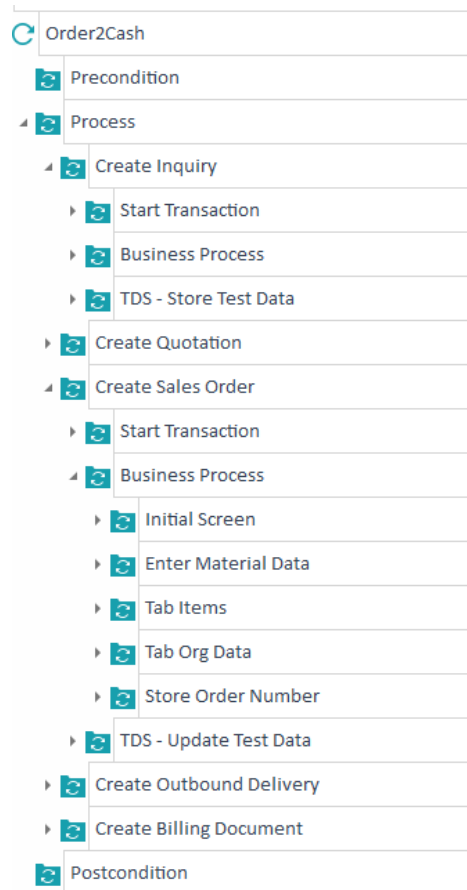 Order2Cash
Precondition
Process
Create Inquiry
Start Transaction
Business Process
TDS - Store Test Data
Create Quotation
Create Sales Order
Start Transaction
Business Process
Initial Screen
Enter Material Data
Tab Items
Tab Org Data
Store Order Number
TDS - Update Test Data
Create Outbound Delivery
Create Billing Document
Postcondition